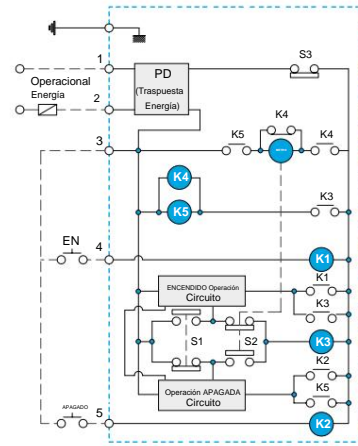 1
S3
PD
(Traspuesta
Energía)
Operacional
Energía
2
3
K5
K4
K4
K4
K5
K3
EN
4
K1
ENCENDIDO Operación
Circuito
K1
K3
S1
S2
K3
K2
Operación APAGADA
Circuito
K5
APAGADO
5
K2